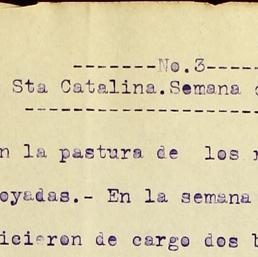 -------No.3-----
Sta Catalina.Semana
n la pastura de los
oyadas.- En la semana
icieron de cargo dos